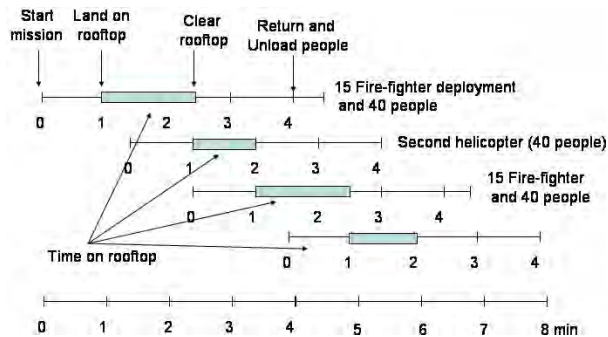 Start
mission
Land on
rooftop
Clear
rooftop
Return and
Unload people
15 Fire-fighter deployment
and 40 people
0 1 2 3 4
Second helicopter (40 people)
0 1 2 3 4
15 Fire-fighter
and 40 people
0 1 2 3 4
Time on rooftop
0 1 2 3 4
0 1 2 3 4 5 6 7 8 min